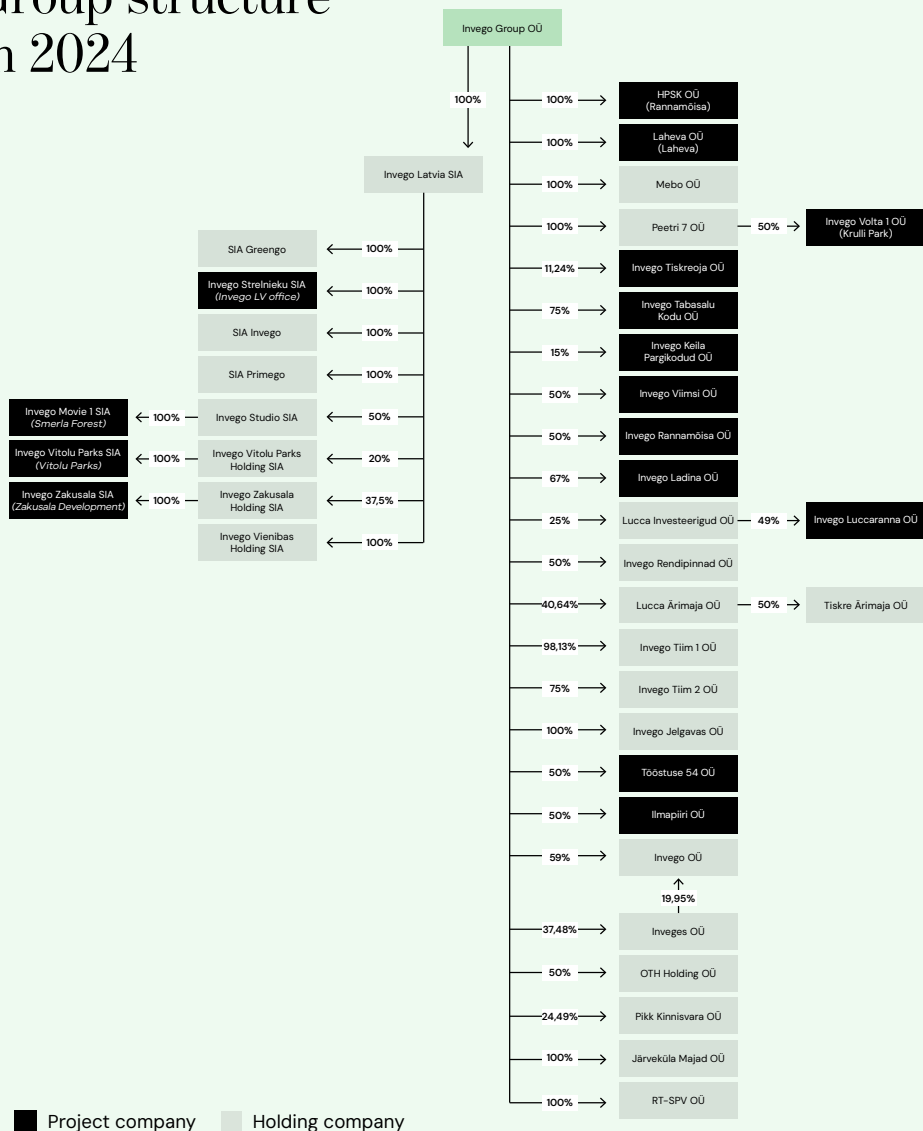 Group structure
in 2024
Invego Group OÜ
100%
Invego Latvia SIA
100%
SIA Greengo
100%
Invego Strelnieku SIA
(Invego LV office)
100%
SIA Invego
100%
SIA Primego
100%
Invego Studio SIA
50%
Invego Movie 1 SIA
(Smerla Forest)
100%
Invego Vitolu Parks
Holding SIA
20%
Invego Vitolu Parks SIA
(Vitolu Parks)
100%
Invego Zakusala
Holding SIA
37,5%
Invego Zakusala SIA
(Zakusala Development)
100%
Invego Vienibas
Holding SIA
100%
HPSK OÜ
(Rannamõisa)
100%
Laheva OÜ
(Laheva)
100%
Mebo OÜ
100%
Peetri 7 OÜ
100%
50%
Invego Volta 1 OÜ
(Krulli Park)
11,24%
Invego Tiskreoja OÜ
75%
Invego Tabasalu
Kodu OÜ
15%
Invego Keila
Pargikodud OÜ
50%
Invego Viimsi OÜ
50%
Invego Rannamõisa OÜ
67%
Invego Ladina OÜ
25%
Lucca Investeerigud OÜ
49%
Invego Luccaranna OÜ
50%
Invego Rendipinnad OÜ
40,64%
Lucca Ärimaja OÜ
50%
Tiskre Ärimaja OÜ
98,13%
Invego Tiim 1 OÜ
75%
Invego Tiim 2 OÜ
100%
Invego Jelgavas OÜ
50%
Tööstuse 54 OÜ
50%
Ilmapiiri OÜ
59%
Invego OÜ
19,95%
37,48%
Inveges OÜ
50%
OTH Holding OÜ
24,49%
Pikk Kinnisvara OÜ
100%
Järveküla Majad OÜ
100%
RT-SPV OÜ
Project company
Holding company